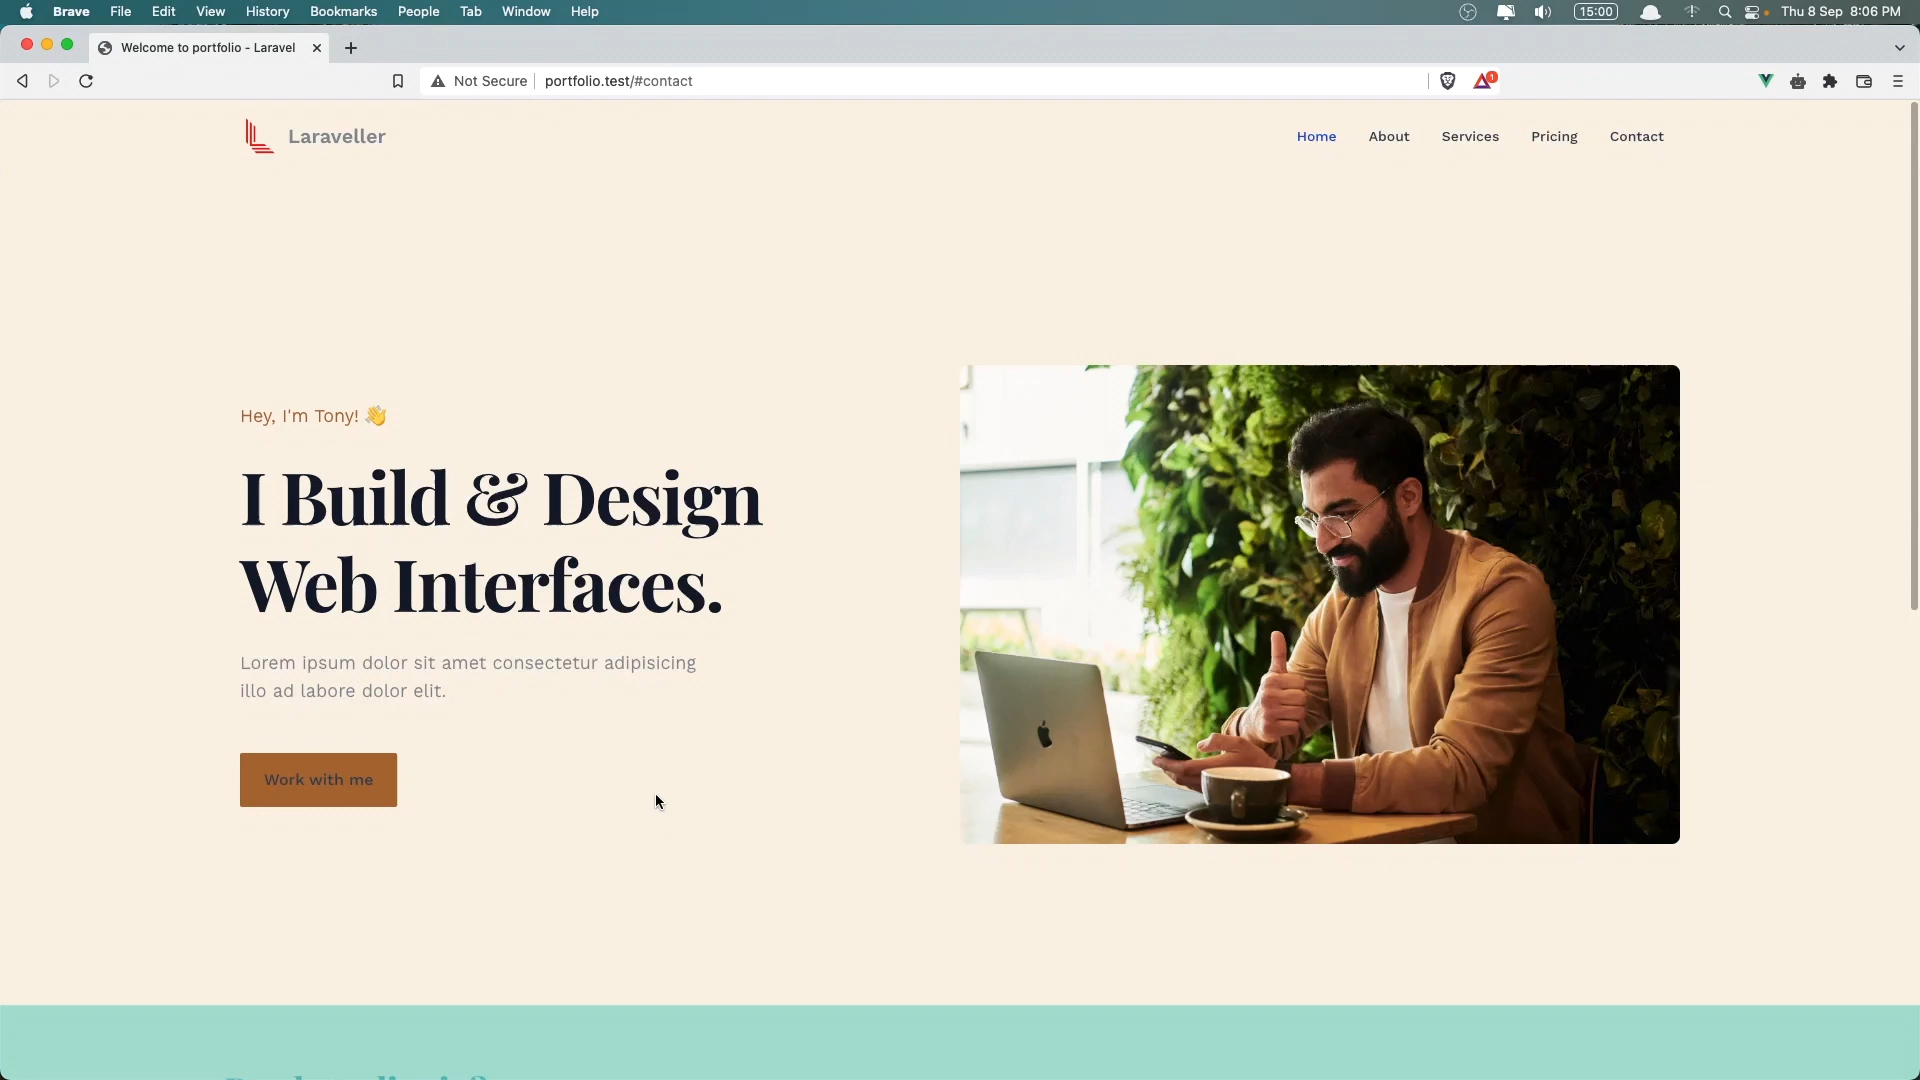 Brave File Edit View History Bookmarks People Tab Window Help 15:00 Thu 8 Sep 8:06 PM
Welcome to portfolio - Laravel
Not Secure portfolio.test/#contact 1
Laraveller Home About Services Pricing Contact
Hey, I'm Tony! 👋
I Build & Design
Web Interfaces.
Lorem ipsum dolor sit amet consectetur adipisicing
illo ad labore dolor elit.
Work with me